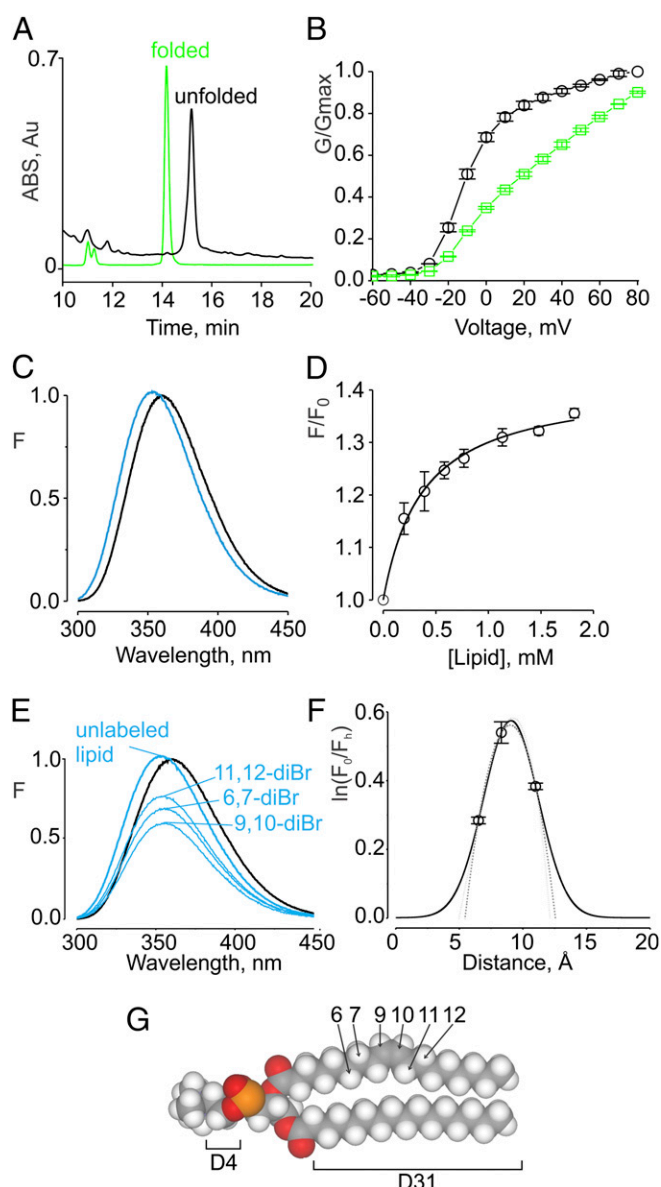 A
B
0.7
folded
unfolded
ABS, Au
0
10 12 14 16 18 20
Time, min
G/Gmax
1.0
0.8
0.6
0.4
0.2
0.0
-60 -40 -20 0 20 40 60 80
Voltage, mV
C
D
1.0
F
0.5
0.0
300 350 400 450
Wavelength, nm
F/F0
1.4
1.3
1.2
1.1
1.0
0.0 0.5 1.0 1.5 2.0
[Lipid], mM
E
F
unlabeled
lipid
1.0
11,12-diBr
F
6,7-diBr
0.5
9,10-diBr
0.0
300 350 400 450
Wavelength, nm
ln(F0/Fh)
0.6
0.4
0.2
0.0
0 5 10 15 20
Distance, Å
G
6 7 9 10 11 12
D4
D31